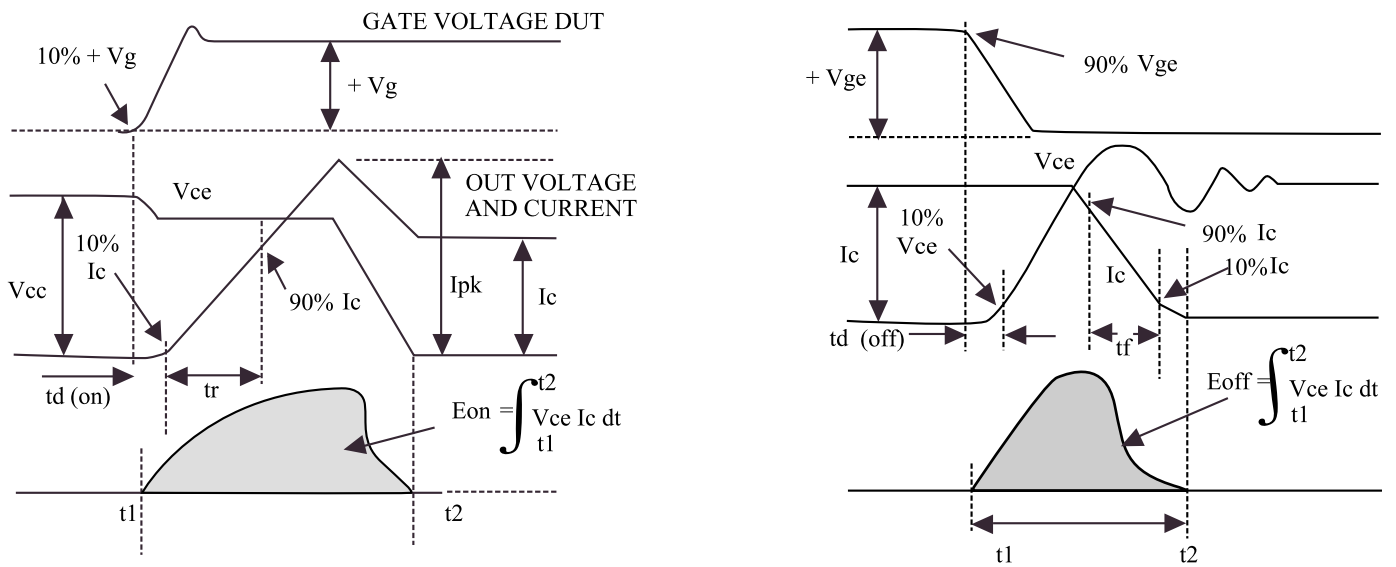 GATE VOLTAGE DUT
10% + Vg
+ Vg
Vce
OUT VOLTAGE
AND CURRENT
10%
Ic
Vcc
90% Ic
Ipk
Ic
td (on)
tr
Eon = ∫ t2
Vce Ic dt
t1
t1
t2
90% Vge
+ Vge
Vce
10%
Vce
90% Ic
Ic
Ic
10%Ic
td (off)
tf
Eoff = ∫ t2
Vce Ic dt
t1
t1
t2